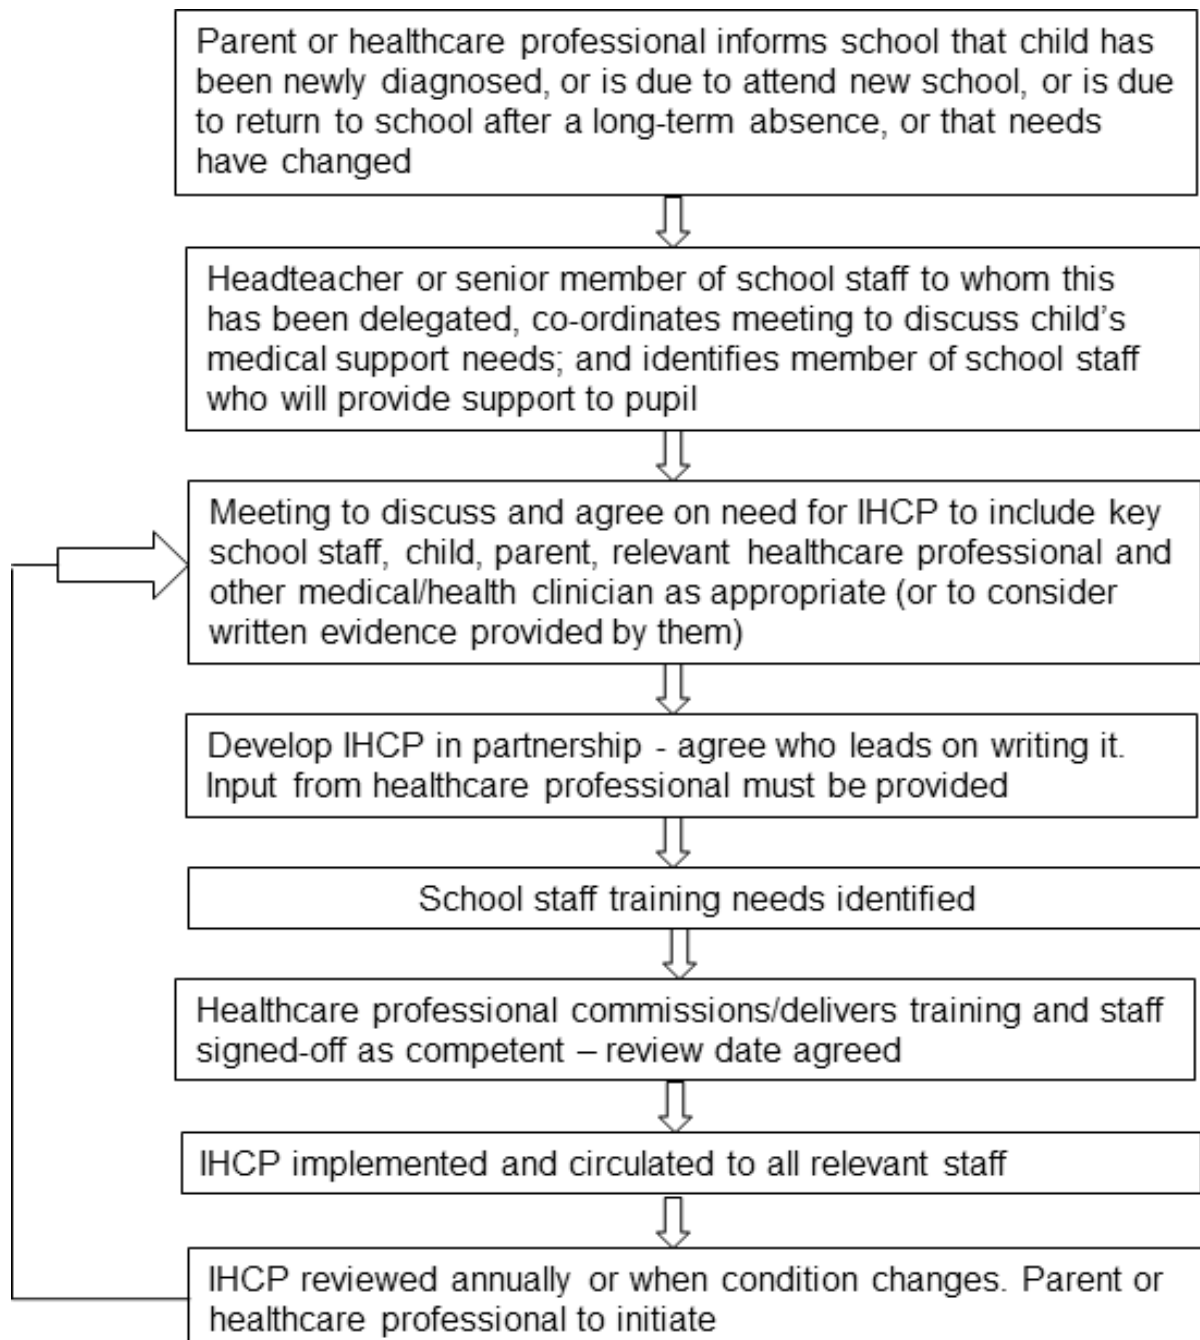 Parent or healthcare professional informs school that child has
been newly diagnosed, or is due to attend new school, or is due
to return to school after a long-term absence, or that needs
have changed
Headteacher or senior member of school staff to whom this
has been delegated, co-ordinates meeting to discuss child's
medical support needs; and identifies member of school staff
who will provide support to pupil
Meeting to discuss and agree on need for IHCP to include key
school staff, child, parent, relevant healthcare professional and
other medical/health clinician as appropriate (or to consider
written evidence provided by them)
Develop IHCP in partnership - agree who leads on writing it.
Input from healthcare professional must be provided
School staff training needs identified
Healthcare professional commissions/delivers training and staff
signed-off as competent – review date agreed
IHCP implemented and circulated to all relevant staff
IHCP reviewed annually or when condition changes. Parent or
healthcare professional to initiate